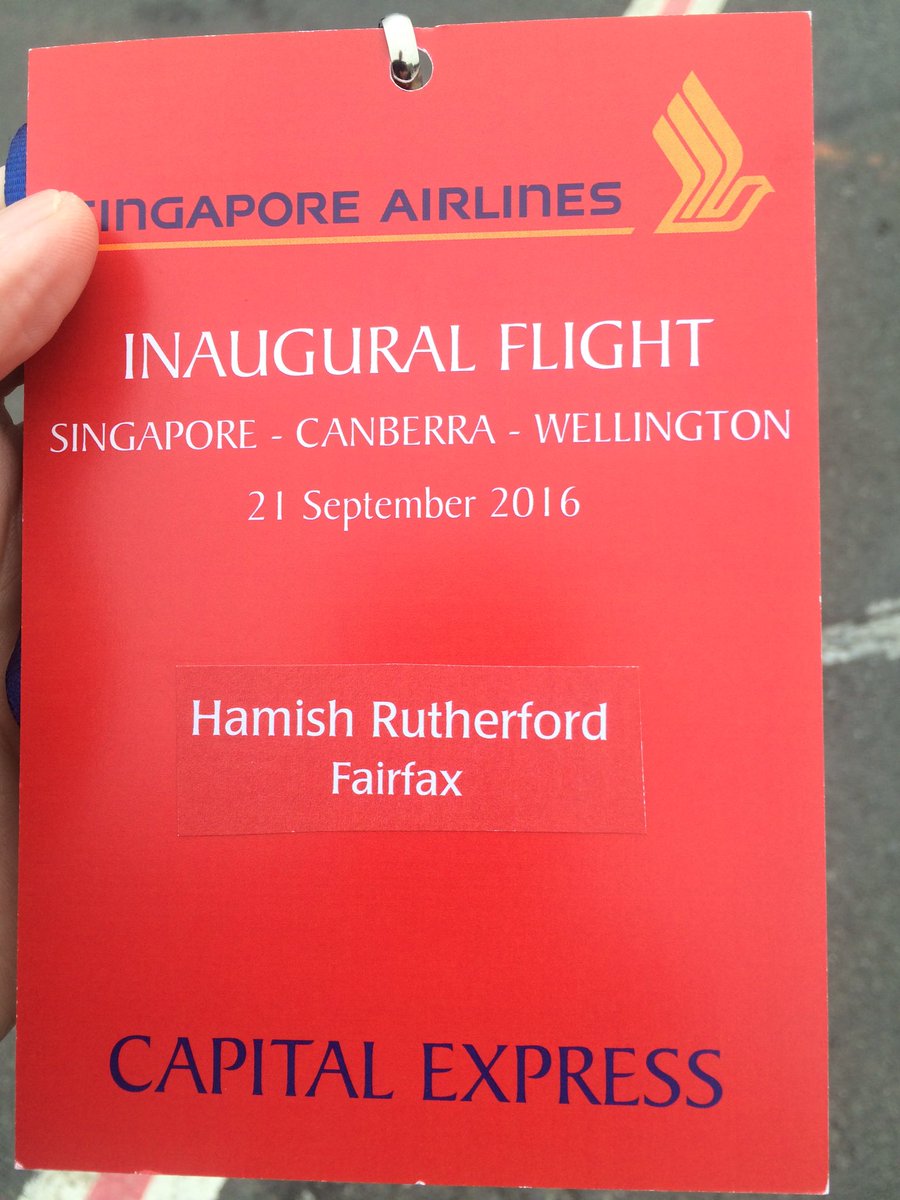 SINGAPORE AIRLINES
INAUGURAL FLIGHT
SINGAPORE - CANBERRA - WELLINGTON
21 September 2016
Hamish Rutherford
Fairfax
CAPITAL EXPRESS